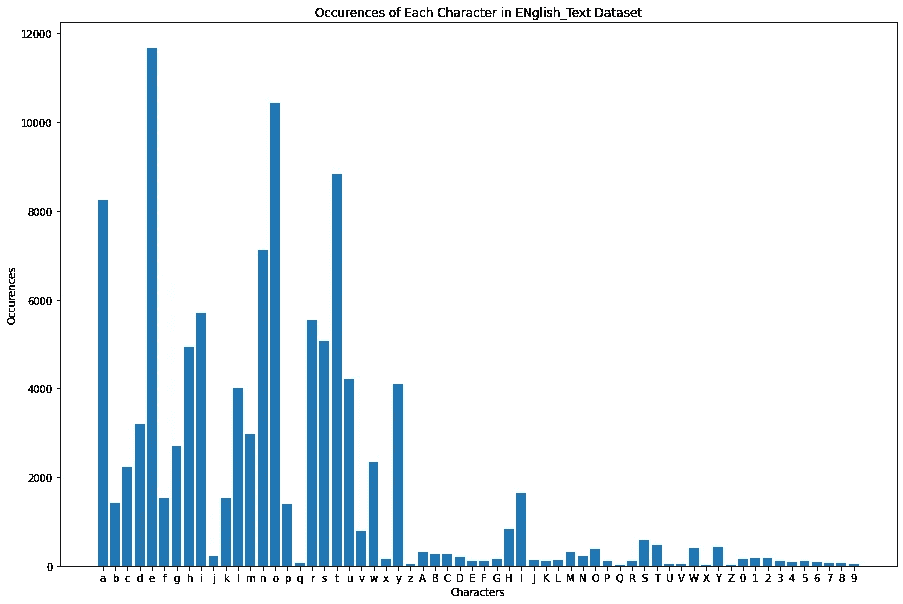 Occurences of Each Character in ENglish_Text Dataset
12000
10000
8000
6000
4000
2000
0
Occurences
a b c d e f g h i j k l m n o p q r s t u v w x y z A B C D E F G H I J K L M N O P Q R S T U V W X Y Z 0 1 2 3 4 5 6 7 8 9
Characters